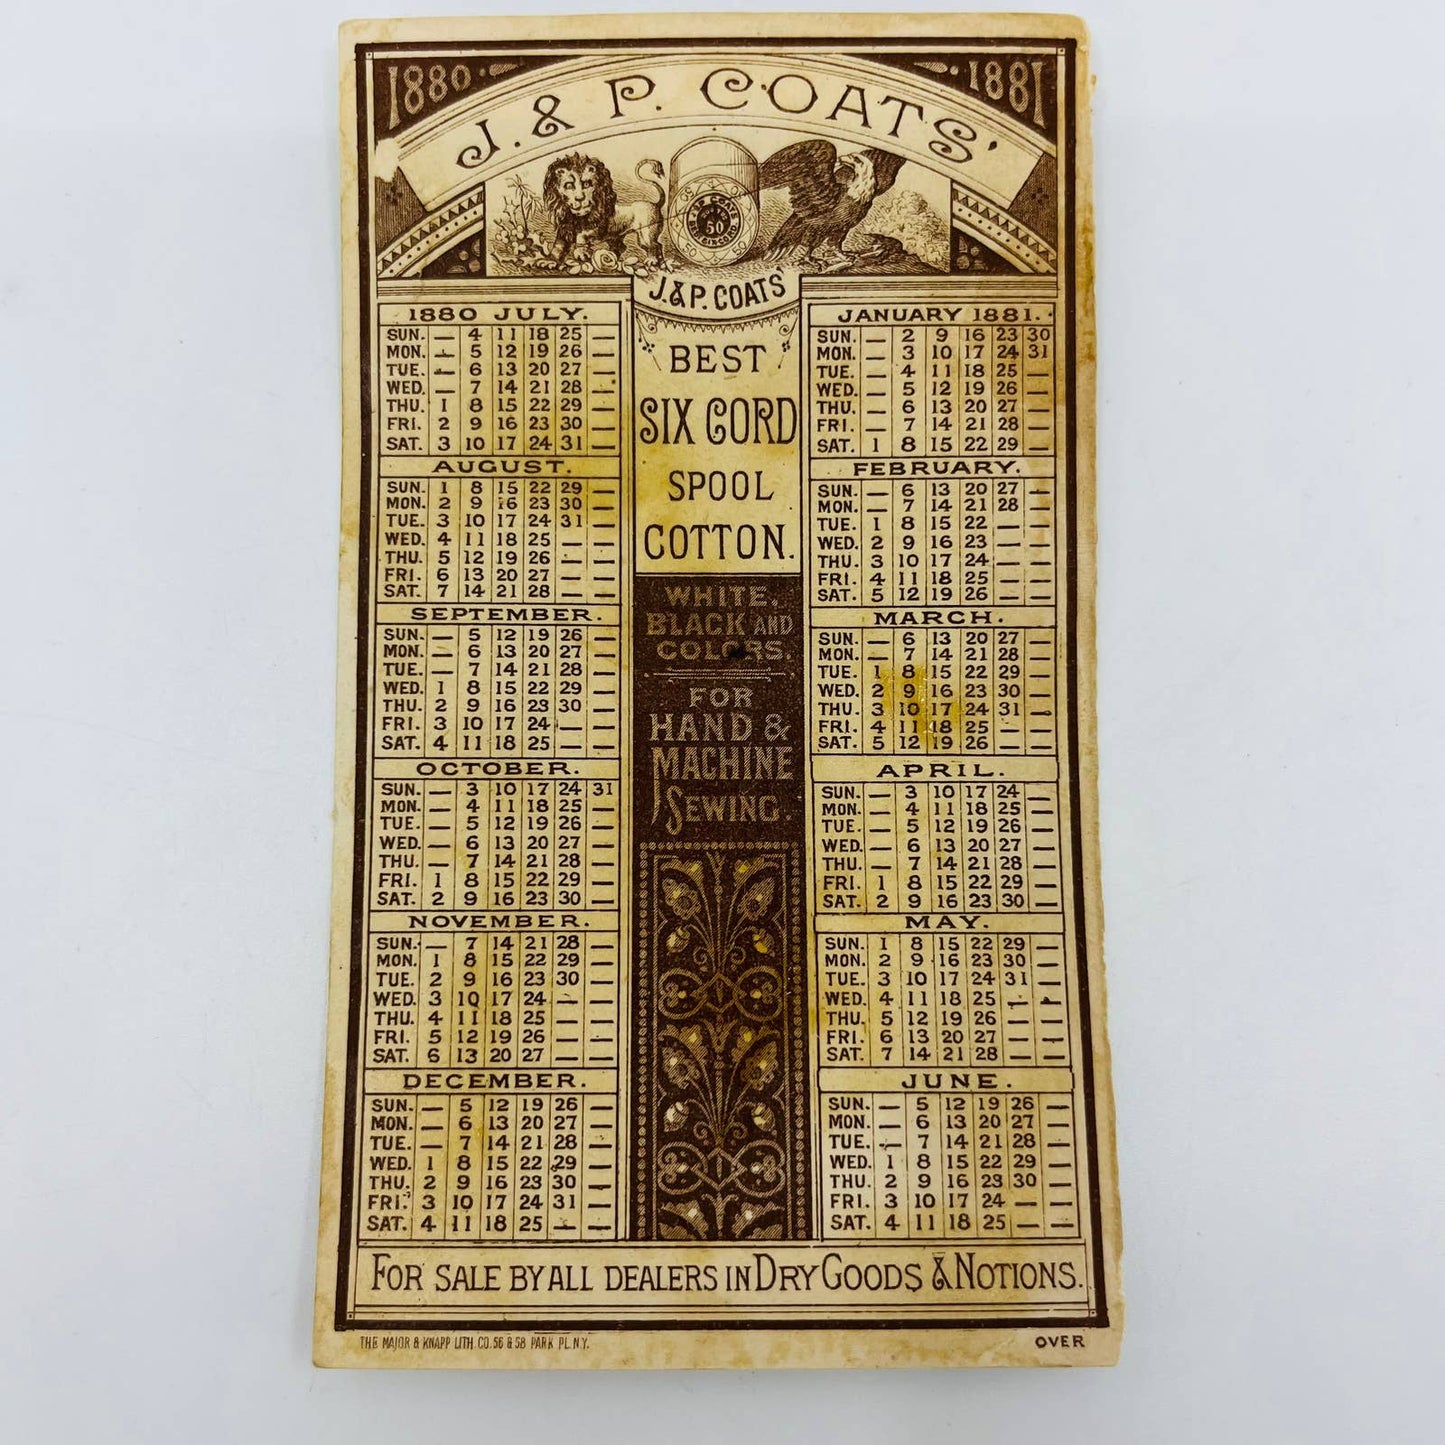 1880 1881
J. & P. COATS'
J & P. COATS
50
BEST SIX CORD
J. & P. COATS'
BEST
SIX CORD
SPOOL
COTTON.
WHITE,
BLACK AND
COLORS.
FOR
HAND &
MACHINE
SEWING.
1880 JULY.
SUN. — 4 11 18 25 —
MON. — 5 12 19 26 —
TUE. — 6 13 20 27 —
WED. — 7 14 21 28 —
THU. 1 8 15 22 29 —
FRI. 2 9 16 23 30 —
SAT. 3 10 17 24 31 —
AUGUST.
SUN. 1 8 15 22 29 —
MON. 2 9 16 23 30 —
TUE. 3 10 17 24 31 —
WED. 4 11 18 25 — —
THU. 5 12 19 26 — —
FRI. 6 13 20 27 — —
SAT. 7 14 21 28 — —
SEPTEMBER.
SUN. — 5 12 19 26 —
MON. — 6 13 20 27 —
TUE. — 7 14 21 28 —
WED. 1 8 15 22 29 —
THU. 2 9 16 23 30 —
FRI. 3 10 17 24 — —
SAT. 4 11 18 25 — —
OCTOBER.
SUN. — 3 10 17 24 31
MON. — 4 11 18 25 —
TUE. — 5 12 19 26 —
WED. — 6 13 20 27 —
THU. — 7 14 21 28 —
FRI. 1 8 15 22 29 —
SAT. 2 9 16 23 30 —
NOVEMBER.
SUN. — 7 14 21 28 —
MON. 1 8 15 22 29 —
TUE. 2 9 16 23 30 —
WED. 3 10 17 24 — —
THU. 4 11 18 25 — —
FRI. 5 12 19 26 — —
SAT. 6 13 20 27 — —
DECEMBER.
SUN. — 5 12 19 26 —
MON. — 6 13 20 27 —
TUE. — 7 14 21 28 —
WED. 1 8 15 22 29 —
THU. 2 9 16 23 30 —
FRI. 3 10 17 24 31 —
SAT. 4 11 18 25 — —
JANUARY 1881.
SUN. — 2 9 16 23 30
MON. — 3 10 17 24 31
TUE. — 4 11 18 25 —
WED. — 5 12 19 26 —
THU. — 6 13 20 27 —
FRI. — 7 14 21 28 —
SAT. 1 8 15 22 29 —
FEBRUARY.
SUN. — 6 13 20 27 —
MON. — 7 14 21 28 —
TUE. 1 8 15 22 — —
WED. 2 9 16 23 — —
THU. 3 10 17 24 — —
FRI. 4 11 18 25 — —
SAT. 5 12 19 26 — —
MARCH.
SUN. — 6 13 20 27 —
MON. — 7 14 21 28 —
TUE. 1 8 15 22 29 —
WED. 2 9 16 23 30 —
THU. 3 10 17 24 31 —
FRI. 4 11 18 25 — —
SAT. 5 12 19 26 — —
APRIL.
SUN. — 3 10 17 24 —
MON. — 4 11 18 25 —
TUE. — 5 12 19 26 —
WED. — 6 13 20 27 —
THU. — 7 14 21 28 —
FRI. 1 8 15 22 29 —
SAT. 2 9 16 23 30 —
MAY.
SUN. 1 8 15 22 29 —
MON. 2 9 16 23 30 —
TUE. 3 10 17 24 31 —
WED. 4 11 18 25 — —
THU. 5 12 19 26 — —
FRI. 6 13 20 27 — —
SAT. 7 14 21 28 — —
JUNE.
SUN. — 5 12 19 26 —
MON. — 6 13 20 27 —
TUE. — 7 14 21 28 —
WED. 1 8 15 22 29 —
THU. 2 9 16 23 30 —
FRI. 3 10 17 24 — —
SAT. 4 11 18 25 — —
FOR SALE BY ALL DEALERS IN DRY GOODS & NOTIONS.
THE MAJOR & KNAPP LITH. CO. 56 & 58 PARK PL. N.Y.
OVER